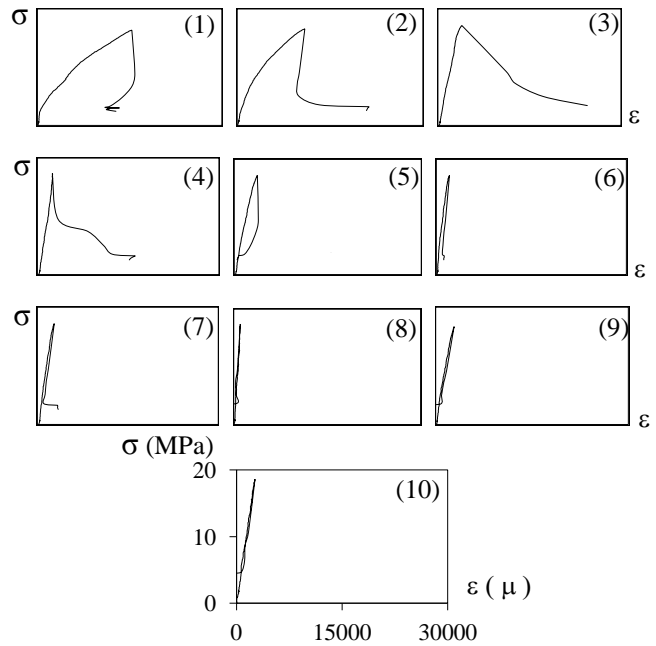 σ (1) (2) (3) ε
σ (4) (5) (6) ε
σ (7) (8) (9) ε
σ (MPa)
20 (10)
10
ε ( μ )
0
0 15000 30000